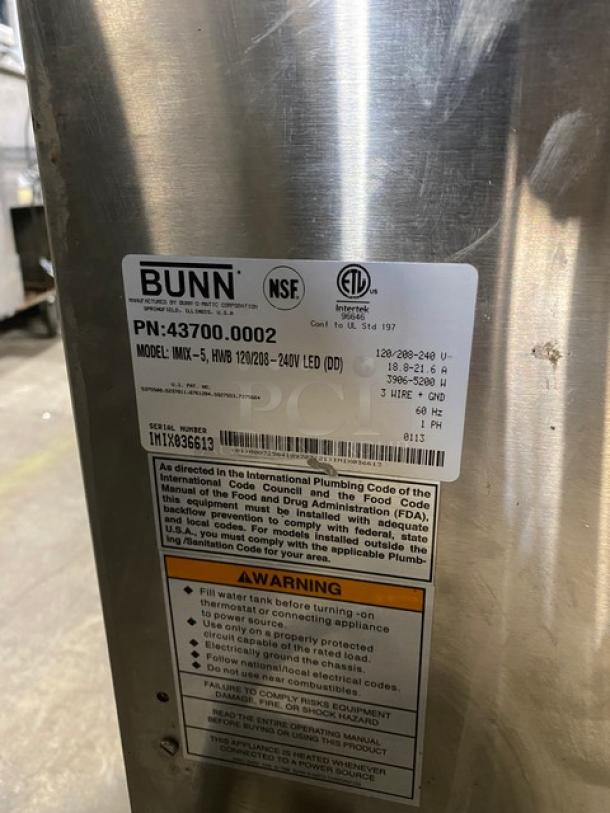 BUNN
MANUFACTURED BY BUNN-O-MATIC CORPORATION
SPRINGFIELD, ILLINOIS, U.S.A
NSF
ETL US
Intertek
96646
Conf to UL Std 197
PN:43700.0002
MODEL: IMIX-5, HWB 120/208-240V LED (DD)
120/208-240 V~
18.8-21.6 A
3906-5200 W
3 WIRE + GND
60 Hz
1 PH
0113
U.S. PAT. NO.
PCi
SERIAL NUMBER
IMIX036613
As directed in the International Plumbing Code of the
International Code Council and the Food Code
Manual of the Food and Drug Administration (FDA),
this equipment must be installed with adequate
backflow prevention to comply with federal, state
and local codes. For models installed outside the
U.S.A., you must comply with the applicable Plumb-
ing /Sanitation Code for your area.
WARNING
Fill water tank before turning -on
thermostat or connecting appliance
to power source.
Use only on a properly protected
circuit capable of the rated load.
Electrically ground the chassis.
Follow national/local electrical codes.
Do not use near combustibles.
FAILURE TO COMPLY RISKS EQUIPMENT
DAMAGE, FIRE, OR SHOCK HAZARD
READ THE ENTIRE OPERATING MANUAL
BEFORE BUYING OR USING THIS PRODUCT
THIS APPLIANCE IS HEATED WHENEVER
CONNECTED TO A POWER SOURCE